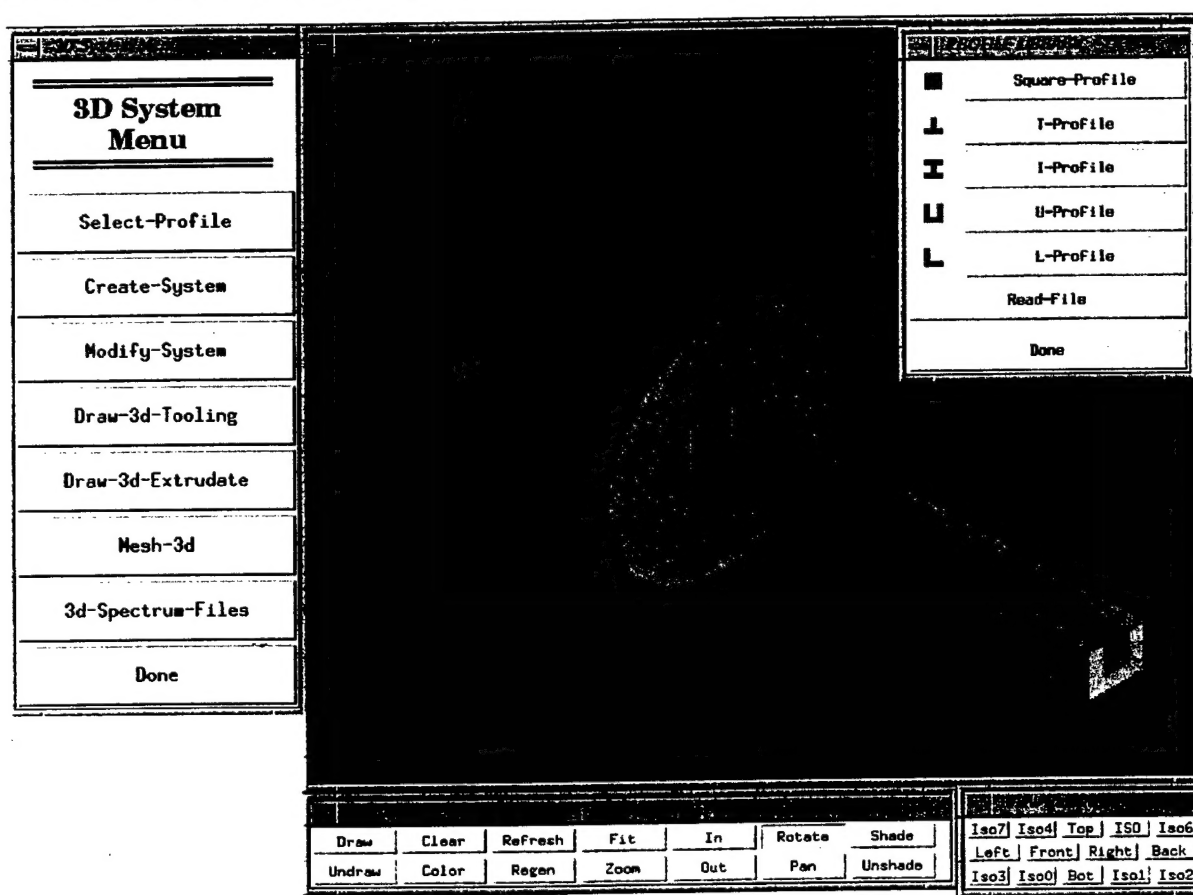 3D System
Menu
Select-Profile
Create-System
Modify-System
Draw-3d-Tooling
Draw-3d-Extrudate
Mesh-3d
3d-Spectrum-Files
Done
Square-Profile
T-Profile
I-Profile
U-Profile
L-Profile
Read-File
Done
Draw Clear Refresh Fit In Rotate Shade
Undraw Color Regen Zoom Out Pan Unshade
Iso7 Iso4 Top ISO Iso6
Left Front Right Back
Iso3 Iso0 Bot Iso1 Iso2